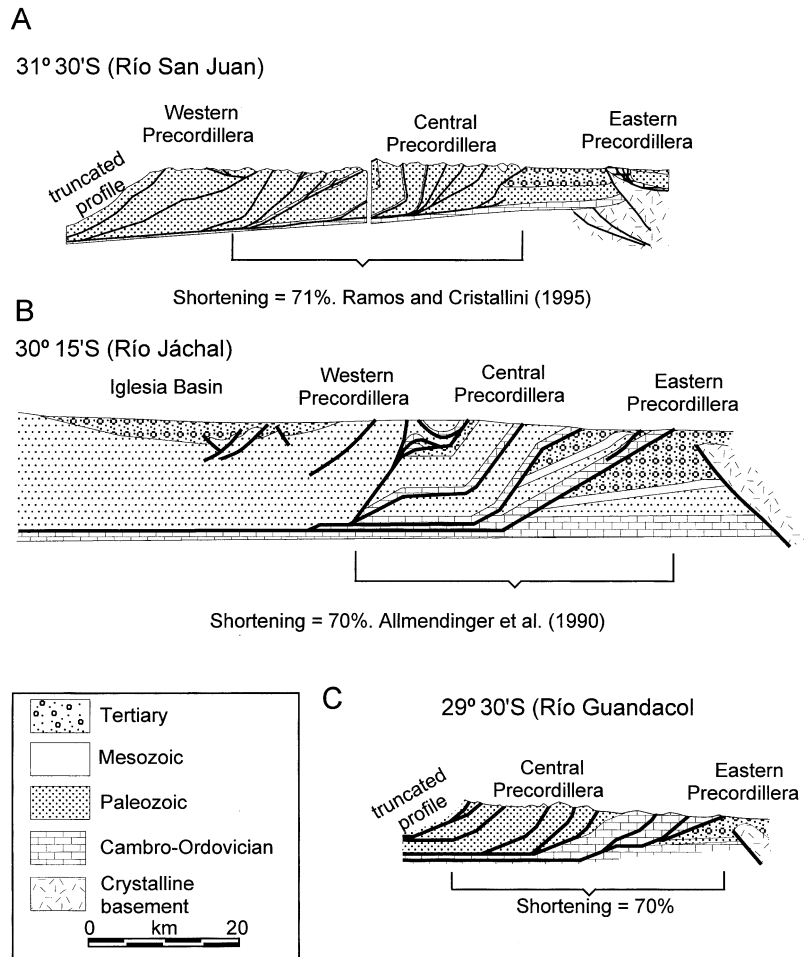 A
31º 30'S (Río San Juan)
Western
Precordillera
Central
Precordillera
Eastern
Precordillera
truncated
profile
Shortening = 71%. Ramos and Cristallini (1995)
B
30º 15'S (Río Jáchal)
Iglesia Basin
Western
Precordillera
Central
Precordillera
Eastern
Precordillera
Shortening = 70%. Allmendinger et al. (1990)
Tertiary
Mesozoic
Paleozoic
Cambro-Ordovician
Crystalline
basement
0 km 20
C
29º 30'S (Río Guandacol
truncated
profile
Central
Precordillera
Eastern
Precordillera
Shortening = 70%